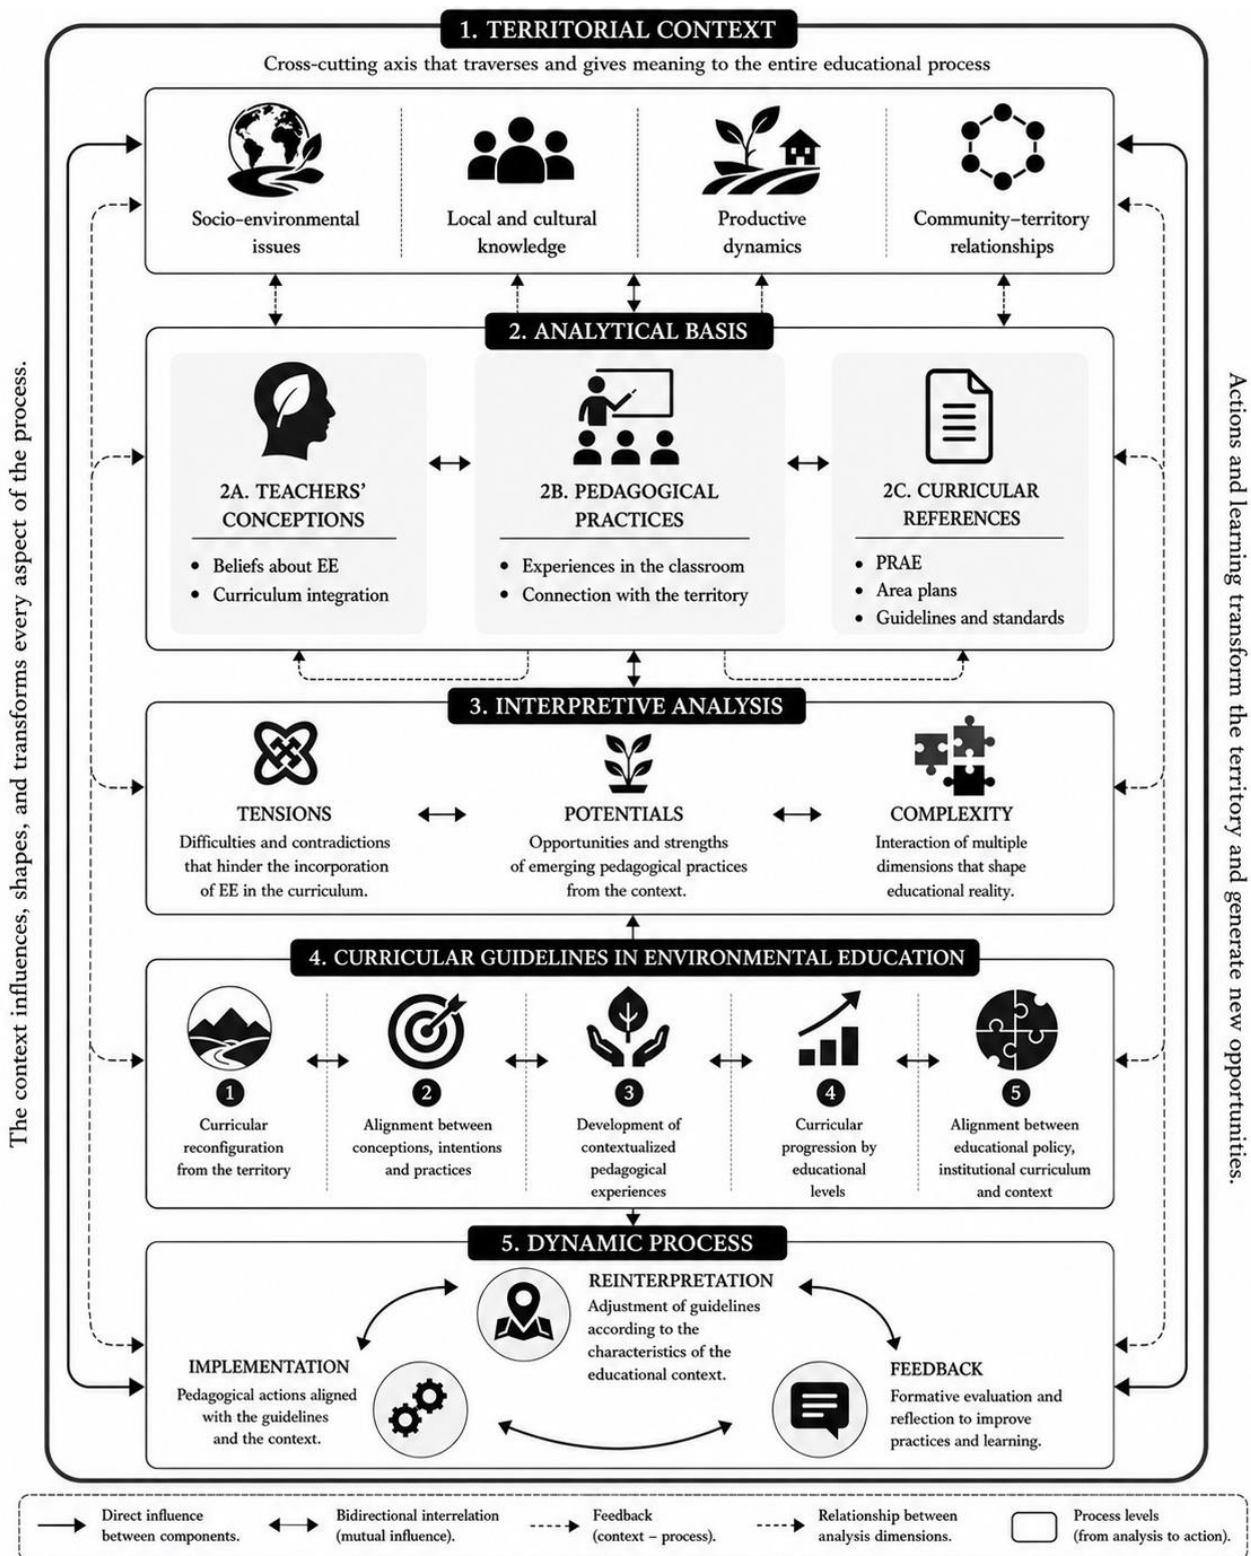 1. TERRITORIAL CONTEXT
Cross-cutting axis that traverses and gives meaning to the entire educational process
Socio-environmental
issues
Local and cultural
knowledge
Productive
dynamics
Community-territory
relationships
2. ANALYTICAL BASIS
2A. TEACHERS'
CONCEPTIONS
• Beliefs about EE
• Curriculum integration
2B. PEDAGOGICAL
PRACTICES
• Experiences in the classroom
• Connection with the territory
2C. CURRICULAR
REFERENCES
• PRAE
• Area plans
• Guidelines and standards
3. INTERPRETIVE ANALYSIS
TENSIONS
Difficulties and contradictions
that hinder the incorporation
of EE in the curriculum.
POTENTIALS
Opportunities and strengths
of emerging pedagogical practices
from the context.
COMPLEXITY
Interaction of multiple
dimensions that shape
educational reality.
4. CURRICULAR GUIDELINES IN ENVIRONMENTAL EDUCATION
1
Curricular
reconfiguration
from the territory
2
Alignment between
conceptions, intentions
and practices
3
Development of
contextualized
pedagogical
experiences
4
Curricular
progression by
educational
levels
5
Alignment between
educational policy,
institutional curriculum
and context
5. DYNAMIC PROCESS
REINTERPRETATION
Adjustment of guidelines
according to the
characteristics of the
educational context.
IMPLEMENTATION
Pedagogical actions aligned
with the guidelines
and the context.
FEEDBACK
Formative evaluation and
reflection to improve
practices and learning.
The context influences, shapes, and transforms every aspect of the process.
Actions and learning transform the territory and generate new opportunities.
Direct influence
between components.
Bidirectional interrelation
(mutual influence).
Feedback
(context – process).
Relationship between
analysis dimensions.
Process levels
(from analysis to action).